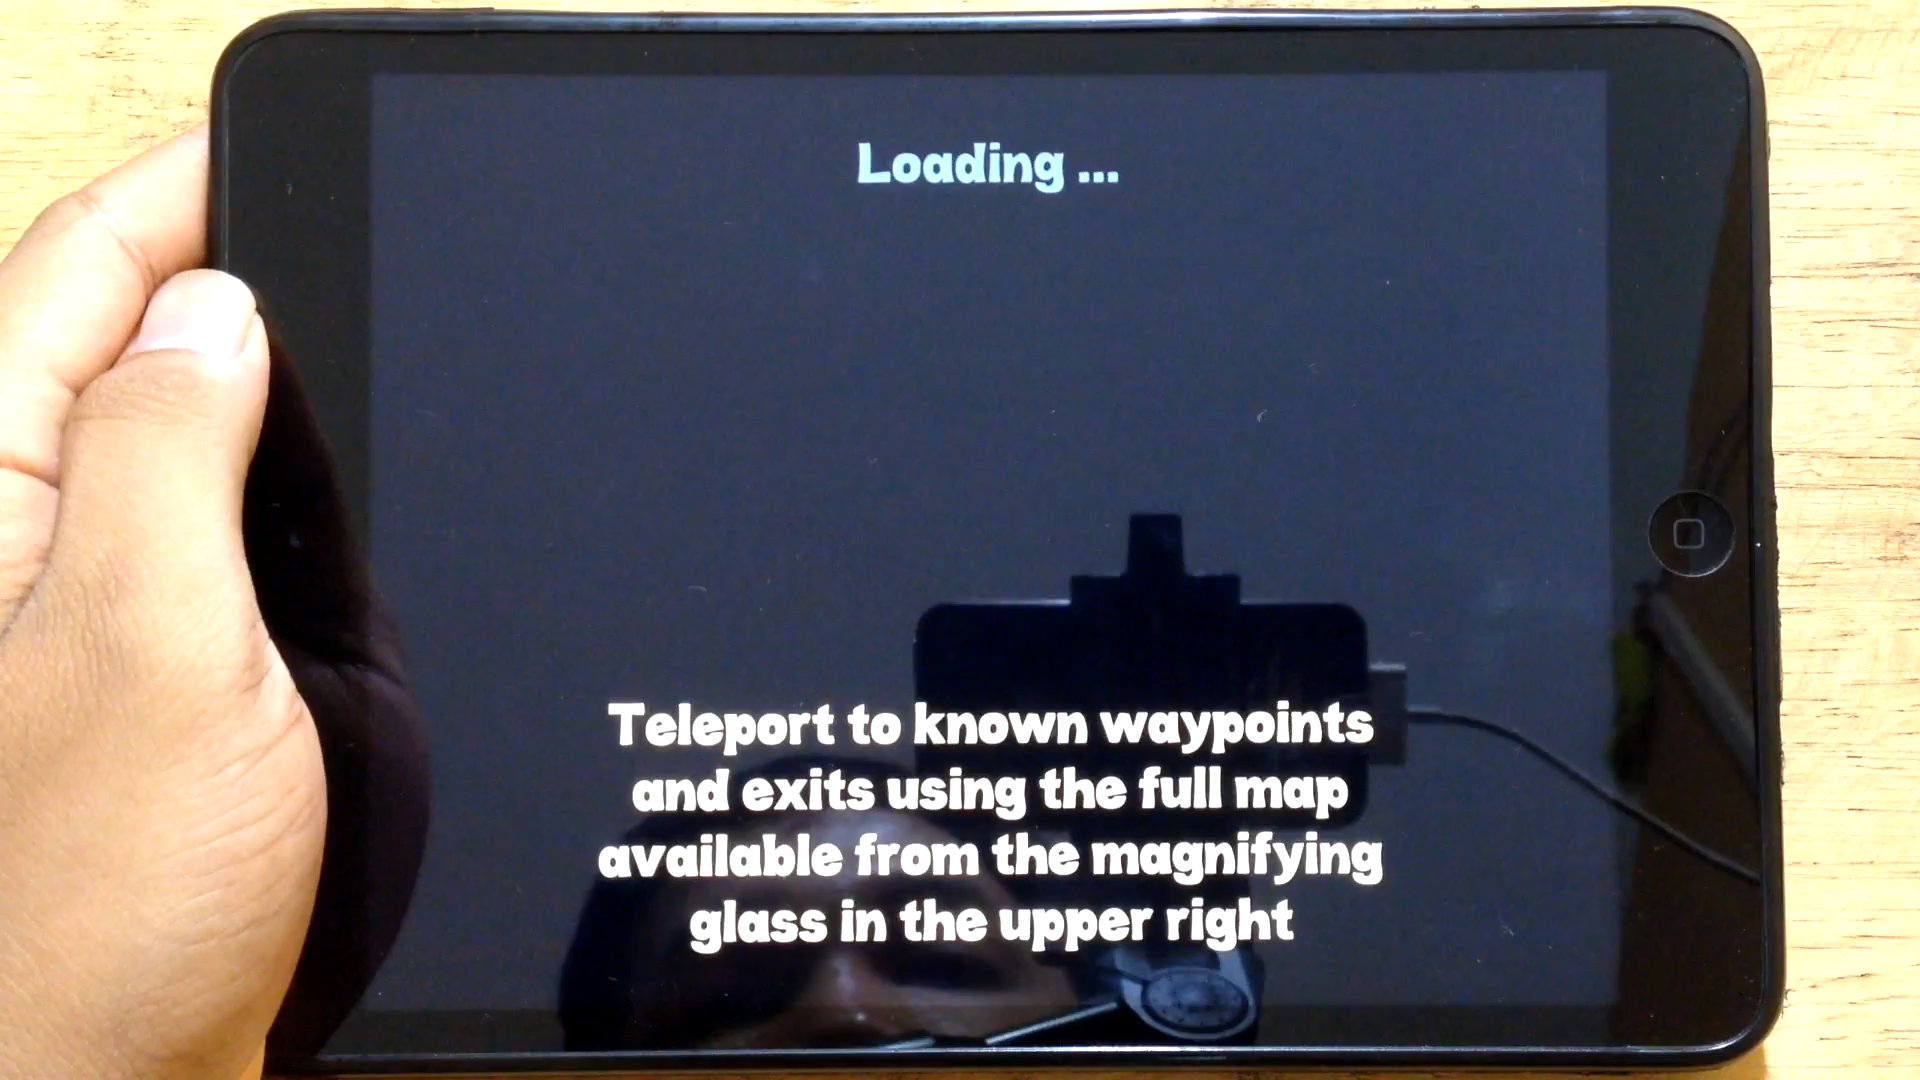 Loading ...
Teleport to known waypoints
and exits using the full map
available from the magnifying
glass in the upper right